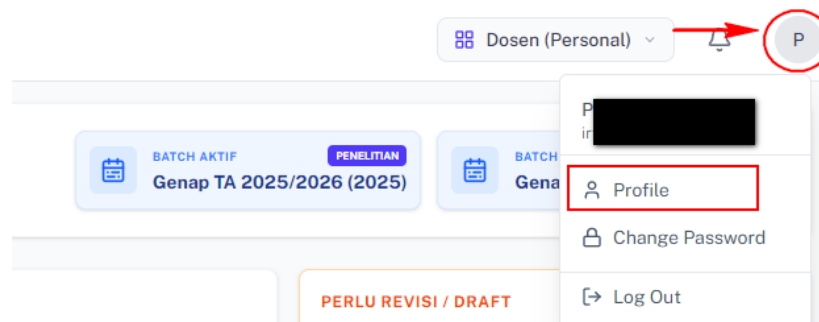 Dosen (Personal)
P
P
ir
BATCH AKTIF
PENELITIAN
Genap TA 2025/2026 (2025)
BATCH
Gena
Profile
Change Password
Log Out
PERLU REVISI / DRAFT